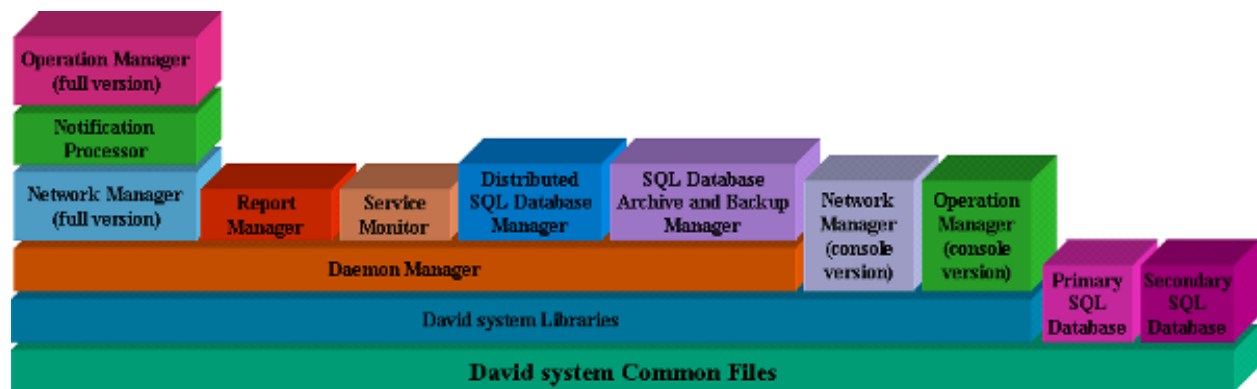 Operation Manager
(full version)
Notification
Processor
Network Manager
(full version)
Report
Manager
Service
Monitor
Distributed
SQL Database
Manager
SQL Database
Archive and Backup
Manager
Network
Manager
(console
version)
Operation
Manager
(console
version)
Daemon Manager
Primary
SQL
Database
Secondary
SQL
Database
David system Libraries
David system Common Files